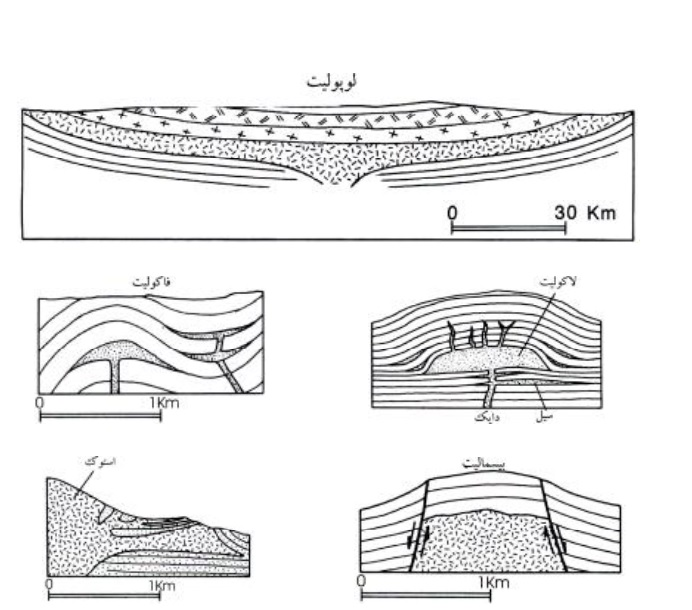 لوپولیت
0 30 Km
فاکولیت
لاکولیت
0 1Km
دایک
سیل
استوک
بیسمالیت
0 1Km
0 1Km